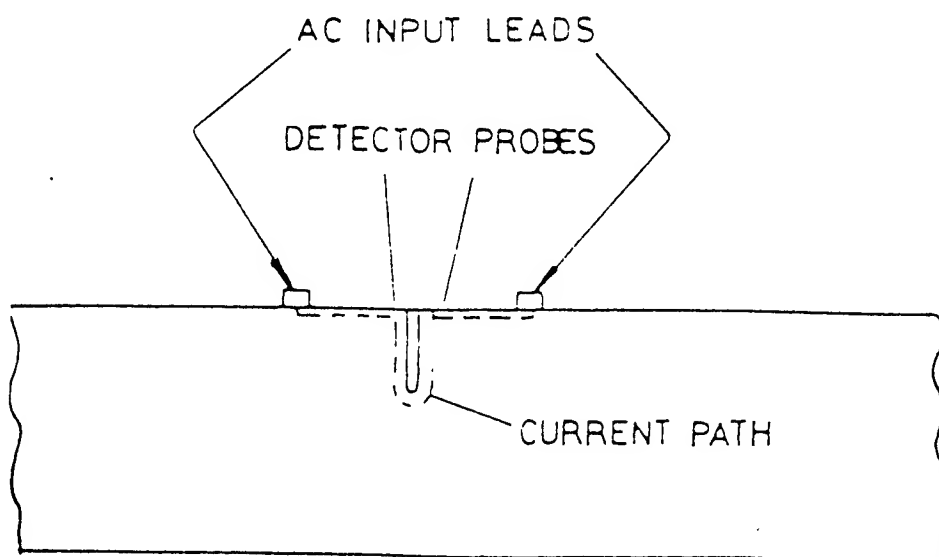 AC INPUT LEADS
DETECTOR PROBES
CURRENT PATH